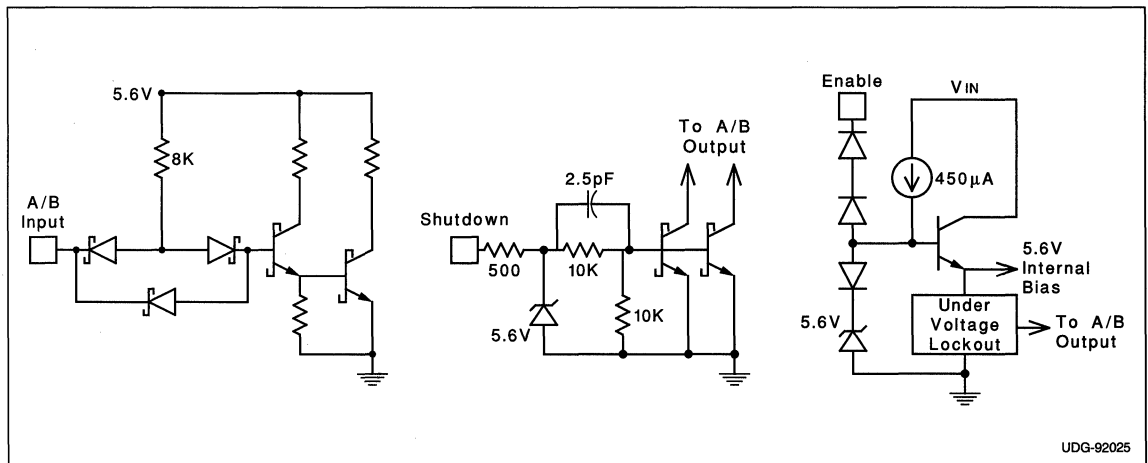 5.6V
8K
A/B
Input
Shutdown
500
2.5pF
10K
10K
5.6V
To A/B
Output
Enable
VIN
450µA
5.6V
5.6V
Internal
Bias
Under
Voltage
Lockout
To A/B
Output
UDG-92025